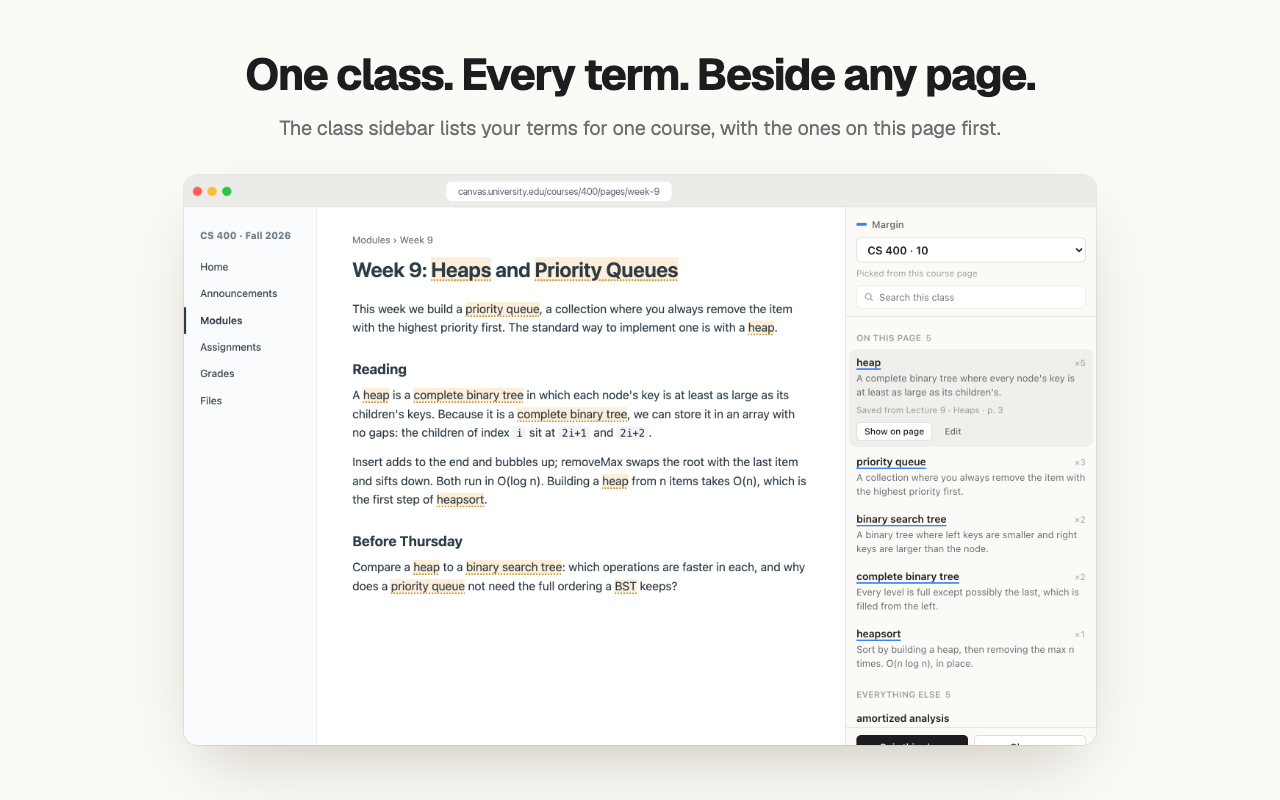 One class. Every term. Beside any page.
The class sidebar lists your terms for one course, with the ones on this page first.
canvas.university.edu/courses/400/pages/week-9
CS 400 · Fall 2026
Home
Announcements
Modules
Assignments
Grades
Files
Modules › Week 9
Week 9: Heaps and Priority Queues
This week we build a priority queue, a collection where you always remove the item
with the highest priority first. The standard way to implement one is with a heap.
Reading
A heap is a complete binary tree in which each node's key is at least as large as its
children's keys. Because it is a complete binary tree, we can store it in an array with
no gaps: the children of index i sit at 2i+1 and 2i+2.
Insert adds to the end and bubbles up; removeMax swaps the root with the last item
and sifts down. Both run in O(log n). Building a heap from n items takes O(n), which is
the first step of heapsort.
Before Thursday
Compare a heap to a binary search tree: which operations are faster in each, and why
does a priority queue not need the full ordering a BST keeps?
Margin
CS 400 · 10
Picked from this course page
Search this class
ON THIS PAGE 5
heap ×5
A complete binary tree where every node's key is
at least as large as its children's.
Saved from Lecture 9 · Heaps · p. 3
Show on page Edit
priority queue ×3
A collection where you always remove the item with
the highest priority first.
binary search tree ×2
A binary tree where left keys are smaller and right
keys are larger than the node.
complete binary tree ×2
Every level is full except possibly the last, which is
filled from the left.
heapsort ×1
Sort by building a heap, then removing the max n
times. O(n log n), in place.
EVERYTHING ELSE 5
amortized analysis